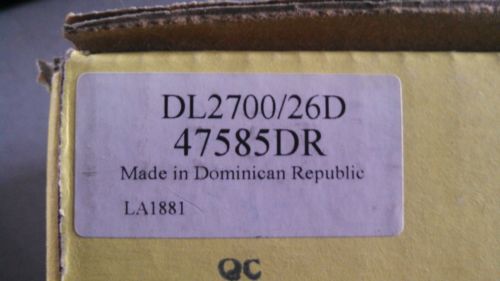 DL2700/26D
47585DR
Made in Dominican Republic
LA1881
QC